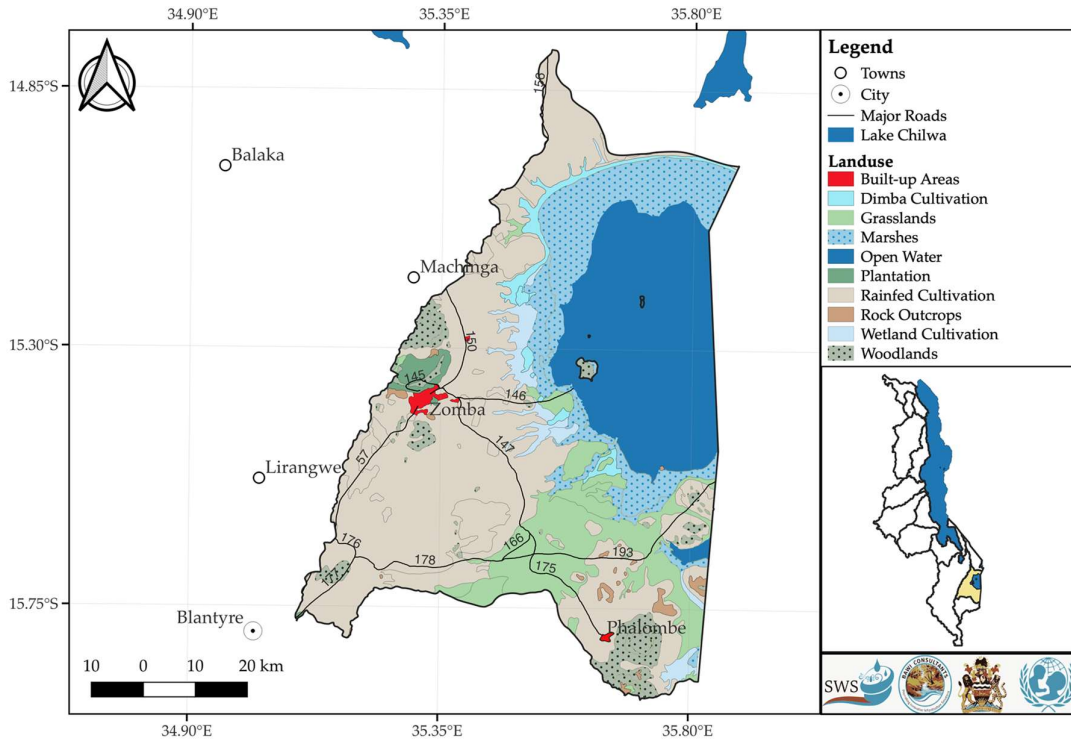 34.90°E
35.35°E
35.80°E
14.85°S
15.30°S
15.75°S
158
Balaka
Machinga
150
145
146
Zomba
147
57
Lirangwe
176
166
178
193
175
Blantyre
Phalombe
10 0 10 20 km
34.90°E
35.35°E
35.80°E
Legend
Towns
City
Major Roads
Lake Chilwa
Landuse
Built-up Areas
Dimba Cultivation
Grasslands
Marshes
Open Water
Plantation
Rainfed Cultivation
Rock Outcrops
Wetland Cultivation
Woodlands
SWS
DAWI CONSULTANTS